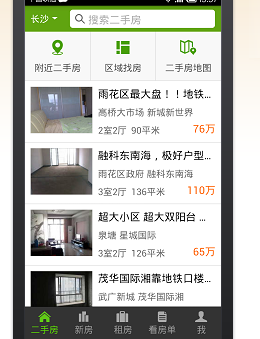 长沙
搜索二手房
附近二手房 区域找房 二手房地图
雨花区最大盘！！地铁...
高桥大市场 新城新世界
2室2厅 90平米 76万
融科东南海，极好户型...
雨花区政府 融科东南海
3室2厅 136平米 110万
超大小区 超大双阳台 ...
泉塘 星城国际
2室2厅 126平米 65万
茂华国际湘靠地铁口楼...
武广新城 茂华国际湘
二手房 新房 租房 看房单 我